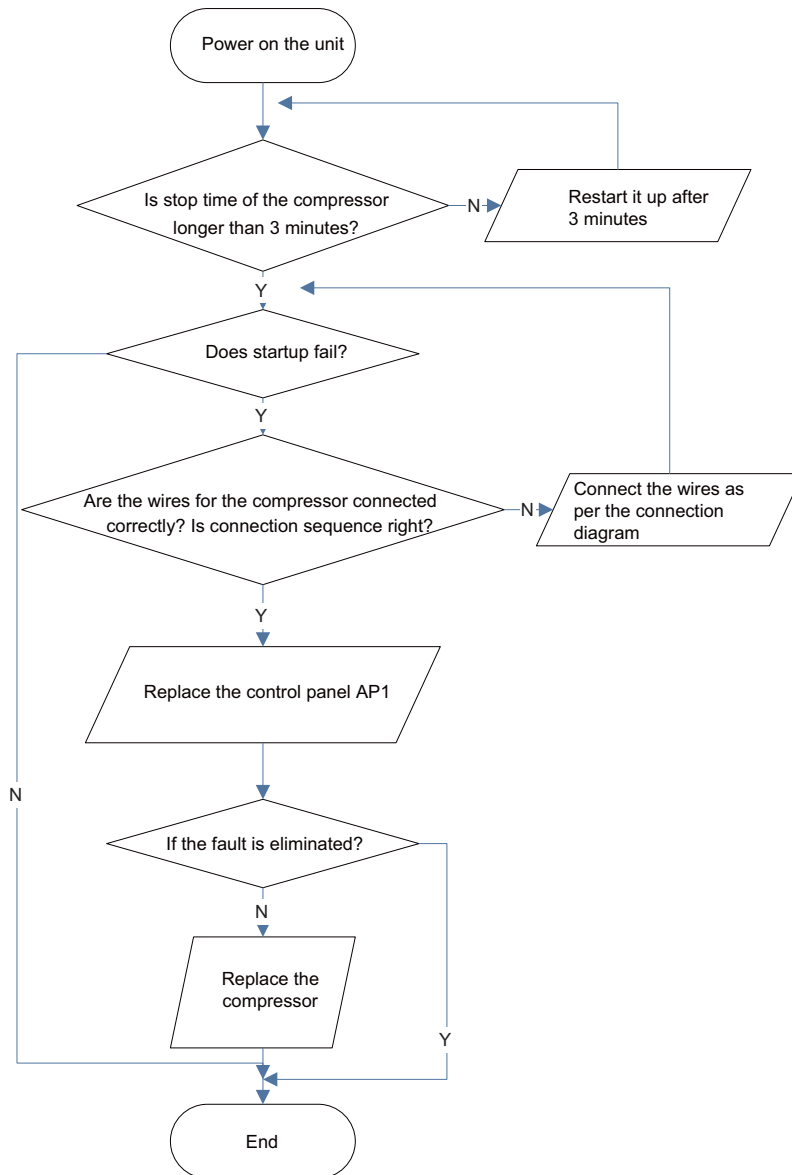 Power on the unit
Is stop time of the compressor
longer than 3 minutes?
N
Restart it up after
3 minutes
Y
Does startup fail?
Y
Are the wires for the compressor connected
correctly? Is connection sequence right?
N
Connect the wires as
per the connection
diagram
Y
Replace the control panel AP1
N
If the fault is eliminated?
N
Replace the
compressor
Y
End